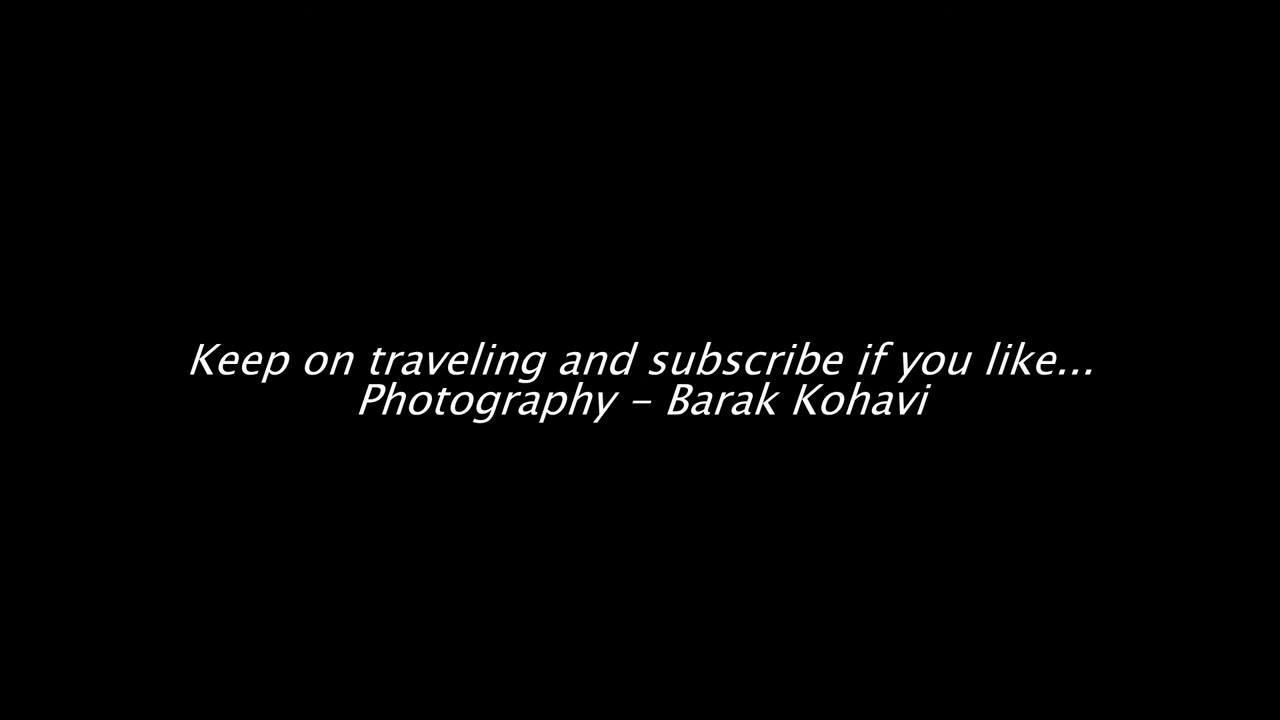 Keep on traveling and subscribe if you like...
Photography - Barak Kohavi